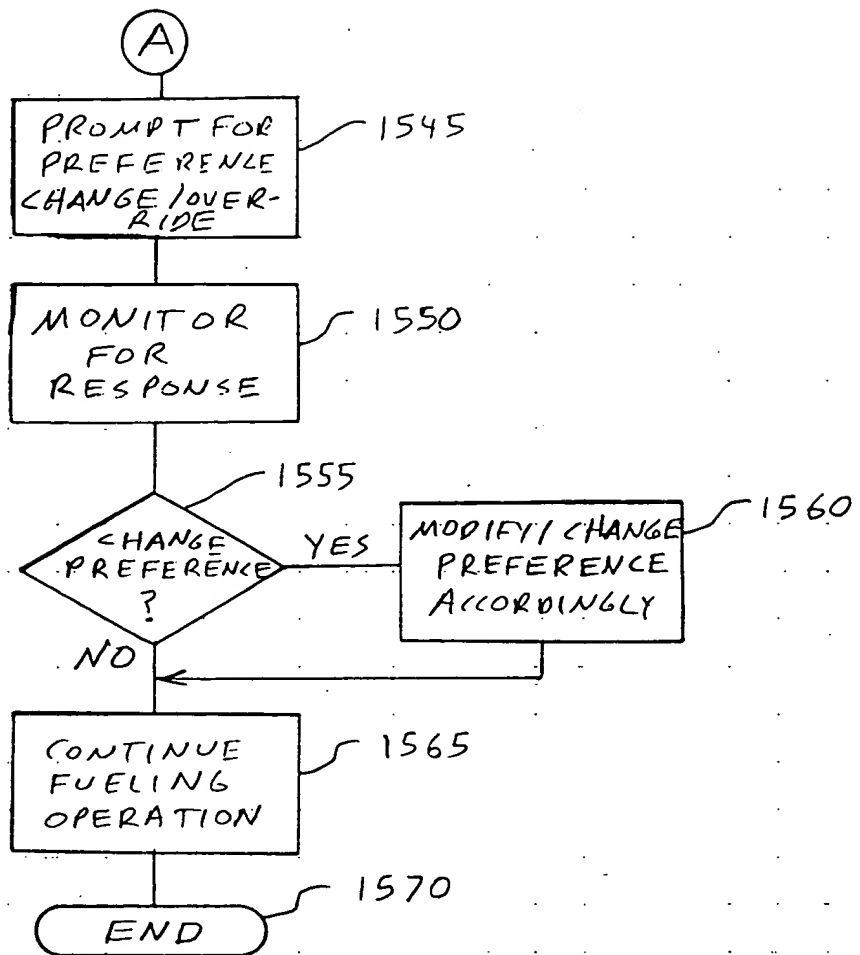 A
PROMPT FOR
PREFERENCE
CHANGE/OVER-
RIDE
1545
MONITOR
FOR
RESPONSE
1550
1555
CHANGE
PREFERENCE
?
YES
NO
MODIFY/CHANGE
PREFERENCE
ACCORDINGLY
1560
CONTINUE
FUELING
OPERATION
1565
END
1570